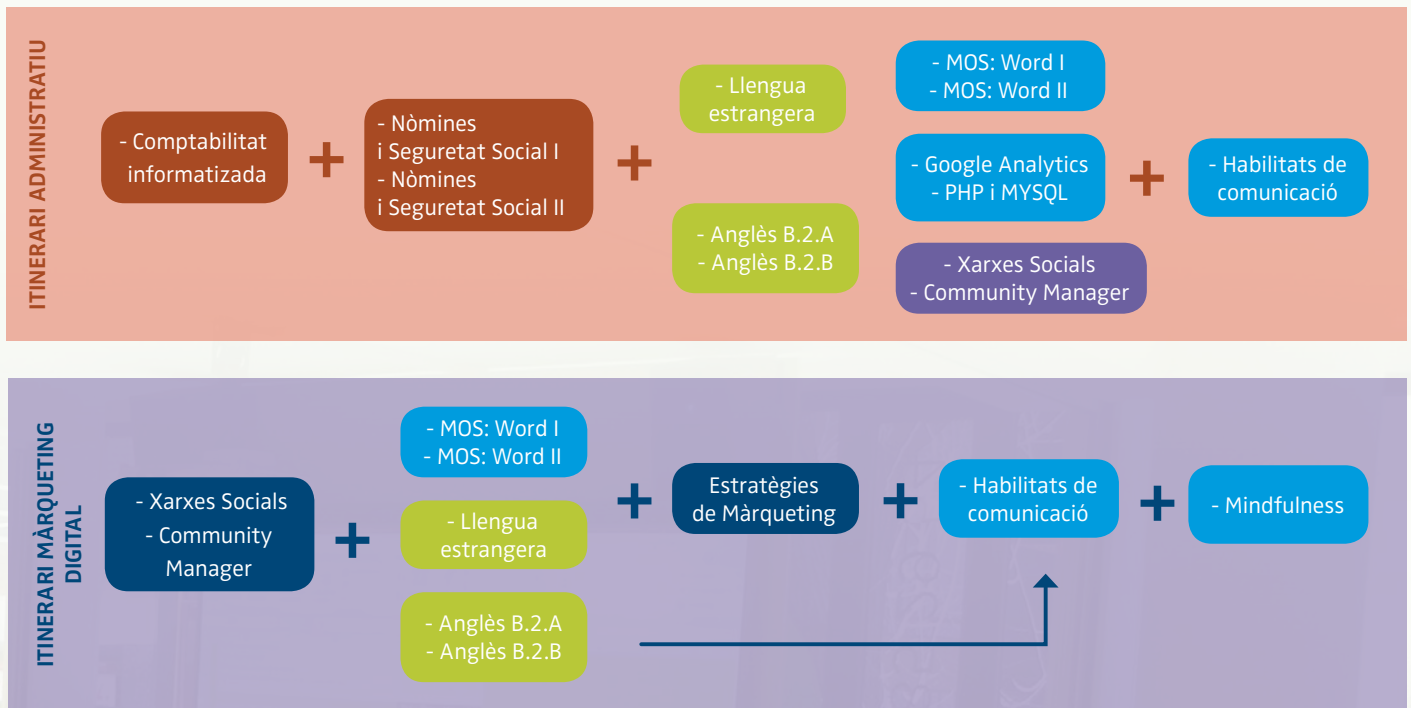 ITINERARI ADMINISTRATIU
- Comptabilitat
informatizada
+
- Nòmines
i Seguretat Social I
- Nòmines
i Seguretat Social II
+
- Llengua
estrangera
- Anglès B.2.A
- Anglès B.2.B
- MOS: Word I
- MOS: Word II
- Google Analytics
- PHP i MYSQL
- Xarxes Socials
- Community Manager
+
- Habilitats de
comunicació
ITINERARI MÀRQUETING
DIGITAL
- Xarxes Socials
- Community
Manager
+
- MOS: Word I
- MOS: Word II
- Llengua
estrangera
- Anglès B.2.A
- Anglès B.2.B
+
Estratègies
de Màrqueting
+
- Habilitats de
comunicació
+
- Mindfulness